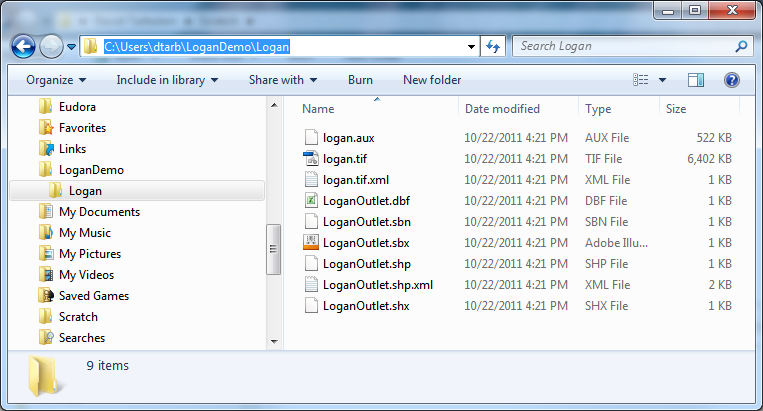 C:\Users\dtarb\LoganDemo\Logan
Search Logan
Organize Include in library Share with Burn New folder
Eudora
Favorites
Links
LoganDemo
Logan
My Documents
My Music
My Pictures
My Videos
Saved Games
Scratch
Searches
Name Date modified Type Size
logan.aux 10/22/2011 4:21 PM AUX File 522 KB
logan.tif 10/22/2011 4:21 PM TIF File 6,402 KB
logan.tif.xml 10/22/2011 4:21 PM XML File 1 KB
LoganOutlet.dbf 10/22/2011 4:21 PM DBF File 1 KB
LoganOutlet.sbn 10/22/2011 4:21 PM SBN File 1 KB
LoganOutlet.sbx 10/22/2011 4:21 PM Adobe Illu... 1 KB
LoganOutlet.shp 10/22/2011 4:21 PM SHP File 1 KB
LoganOutlet.shp.xml 10/22/2011 4:21 PM XML File 2 KB
LoganOutlet.shx 10/22/2011 4:21 PM SHX File 1 KB
9 items